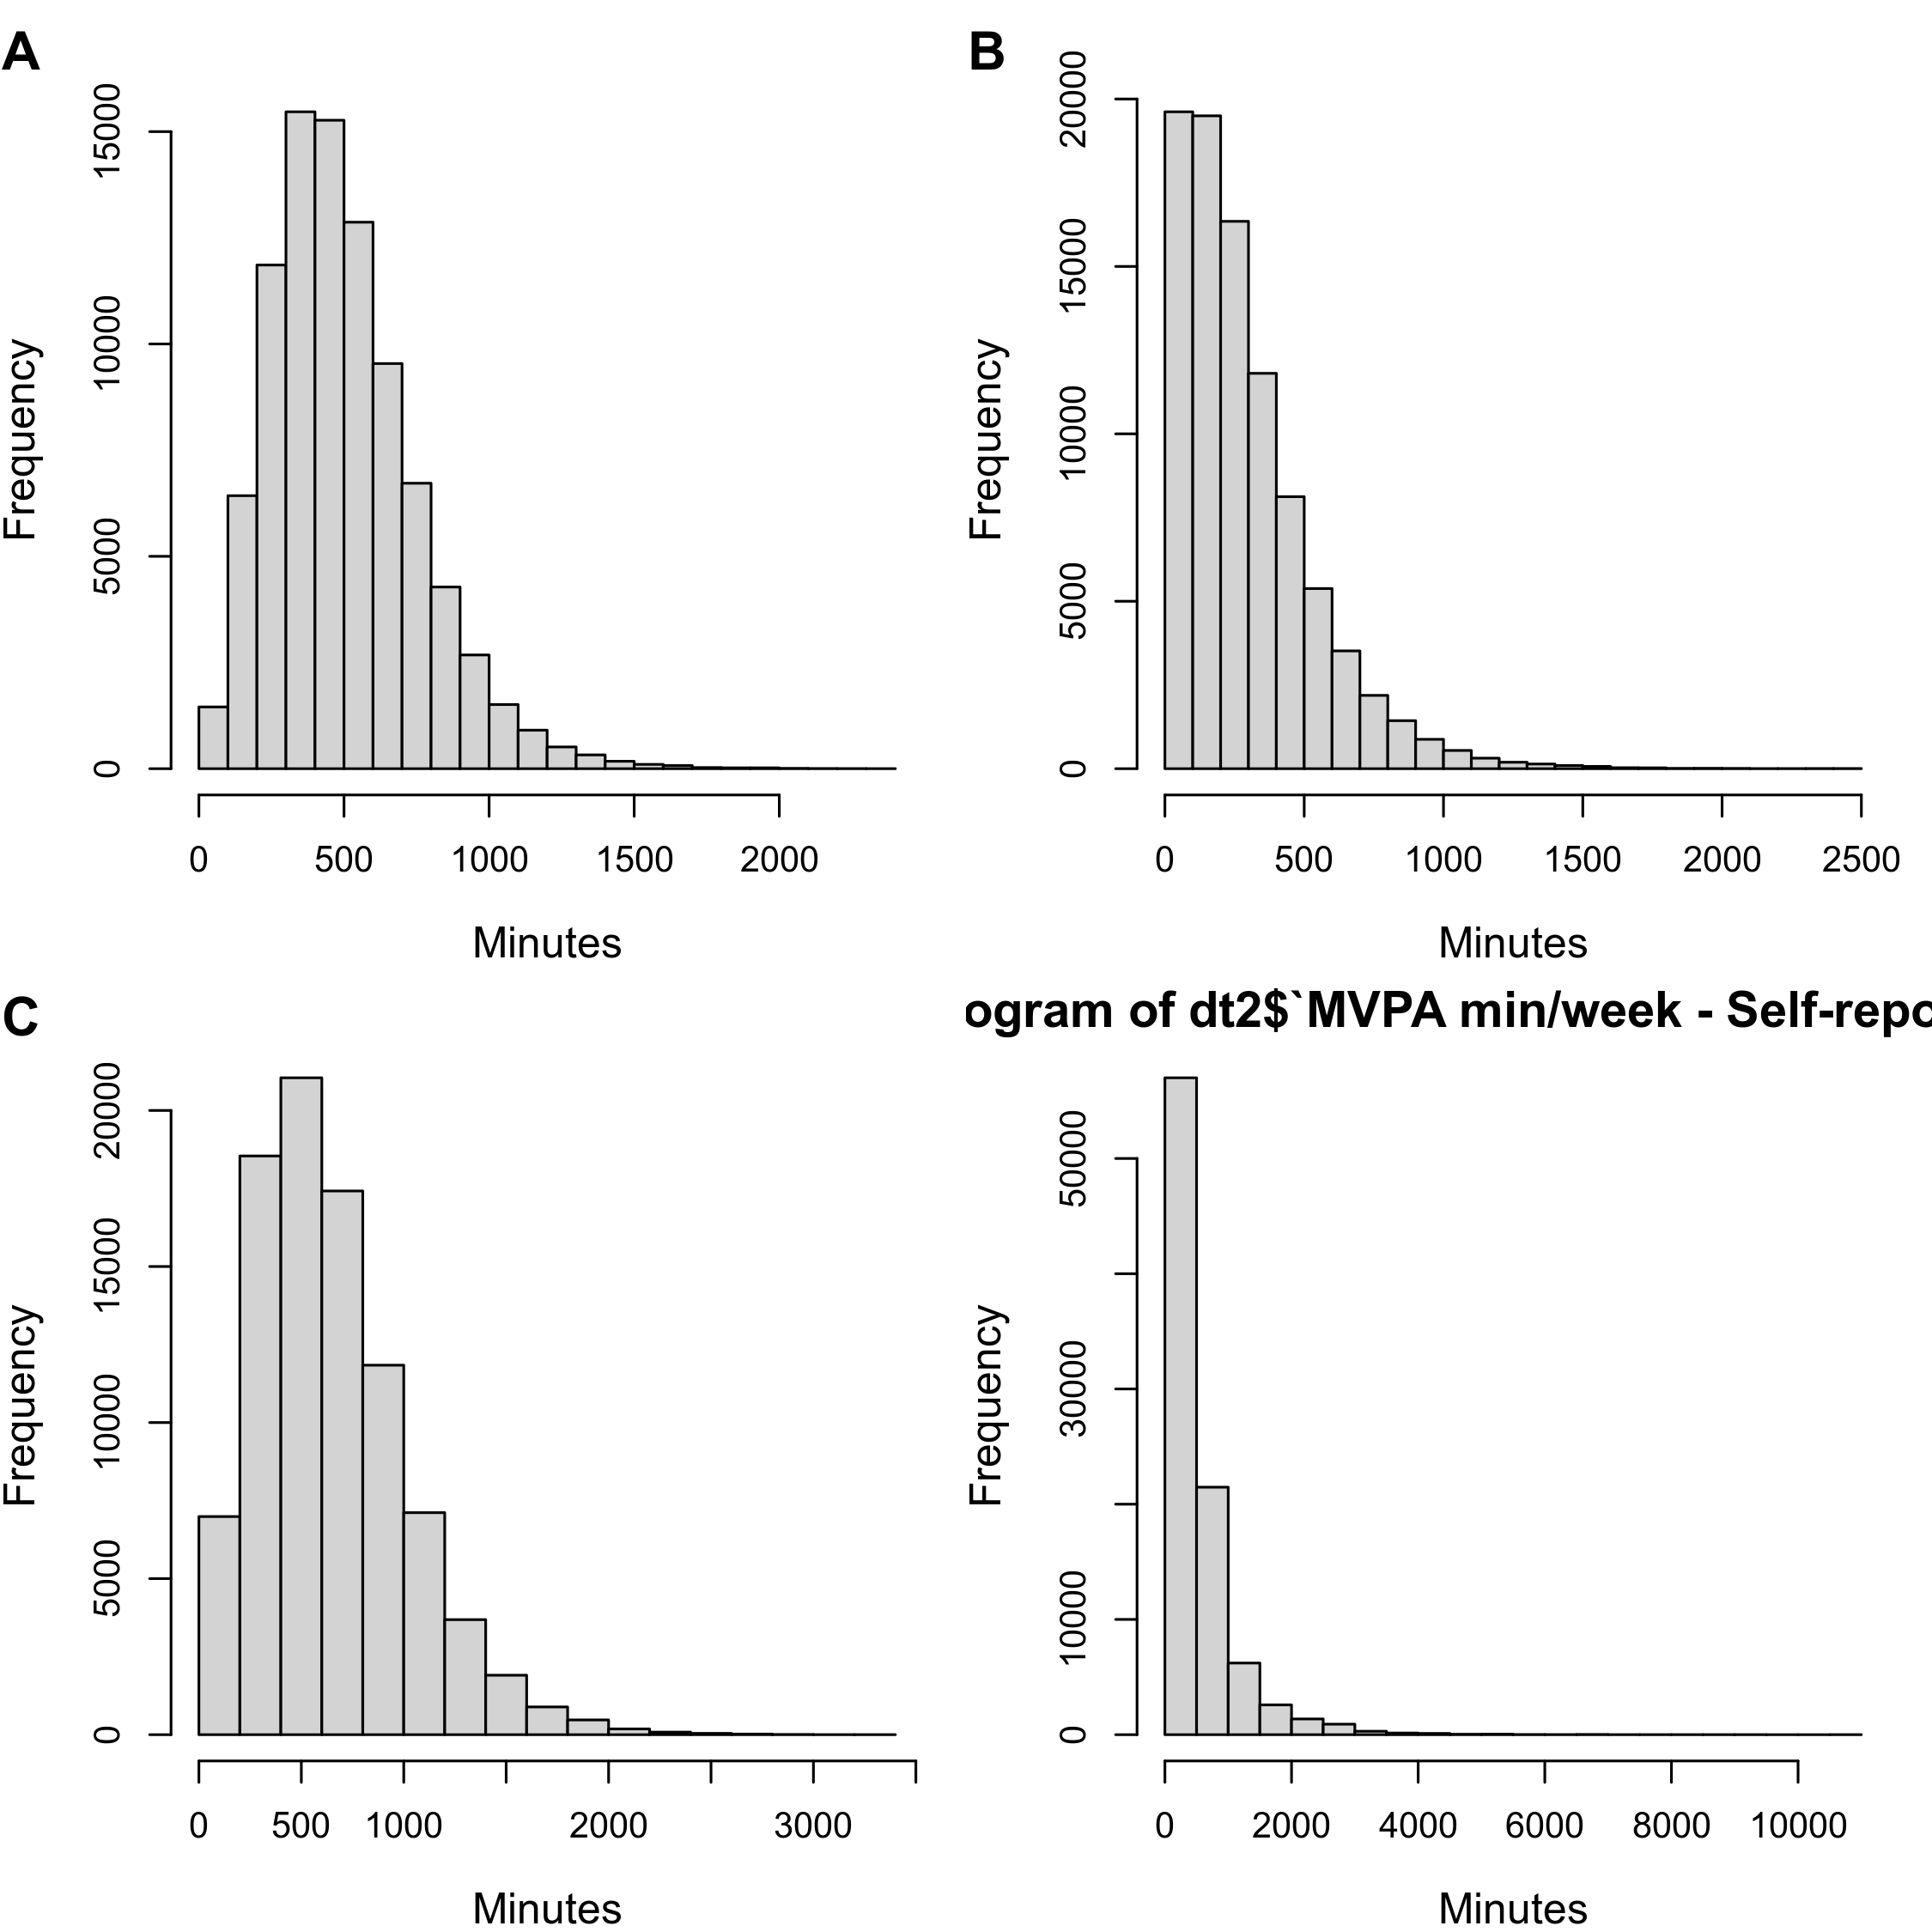 A
Frequency
0 5000 10000 15000
0 500 1000 1500 2000
Minutes
B
Frequency
0 5000 10000 15000 20000
0 500 1000 1500 2000 2500
Minutes
C
Frequency
0 5000 10000 15000 20000
0 500 1000 2000 3000
Minutes
ogram of dt2$`MVPA min/week - Self-repo
Frequency
0 10000 30000 50000
0 2000 4000 6000 8000 10000
Minutes